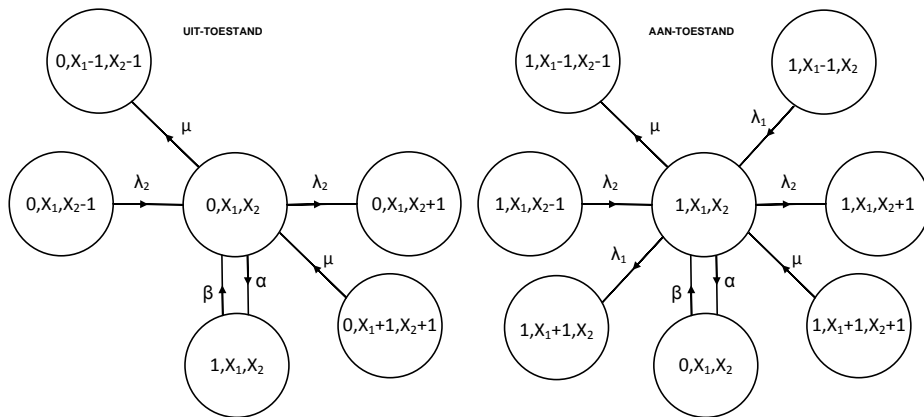 UIT-TOESTAND
0,X₁-1,X₂-1
μ
λ₂
0,X₁,X₂-1
0,X₁,X₂
λ₂
0,X₁,X₂+1
μ
β
α
0,X₁+1,X₂+1
1,X₁,X₂
AAN-TOESTAND
1,X₁-1,X₂-1
1,X₁-1,X₂
μ
λ₁
λ₂
1,X₁,X₂-1
1,X₁,X₂
λ₂
1,X₁,X₂+1
λ₁
μ
β
α
1,X₁+1,X₂
1,X₁+1,X₂+1
0,X₁,X₂